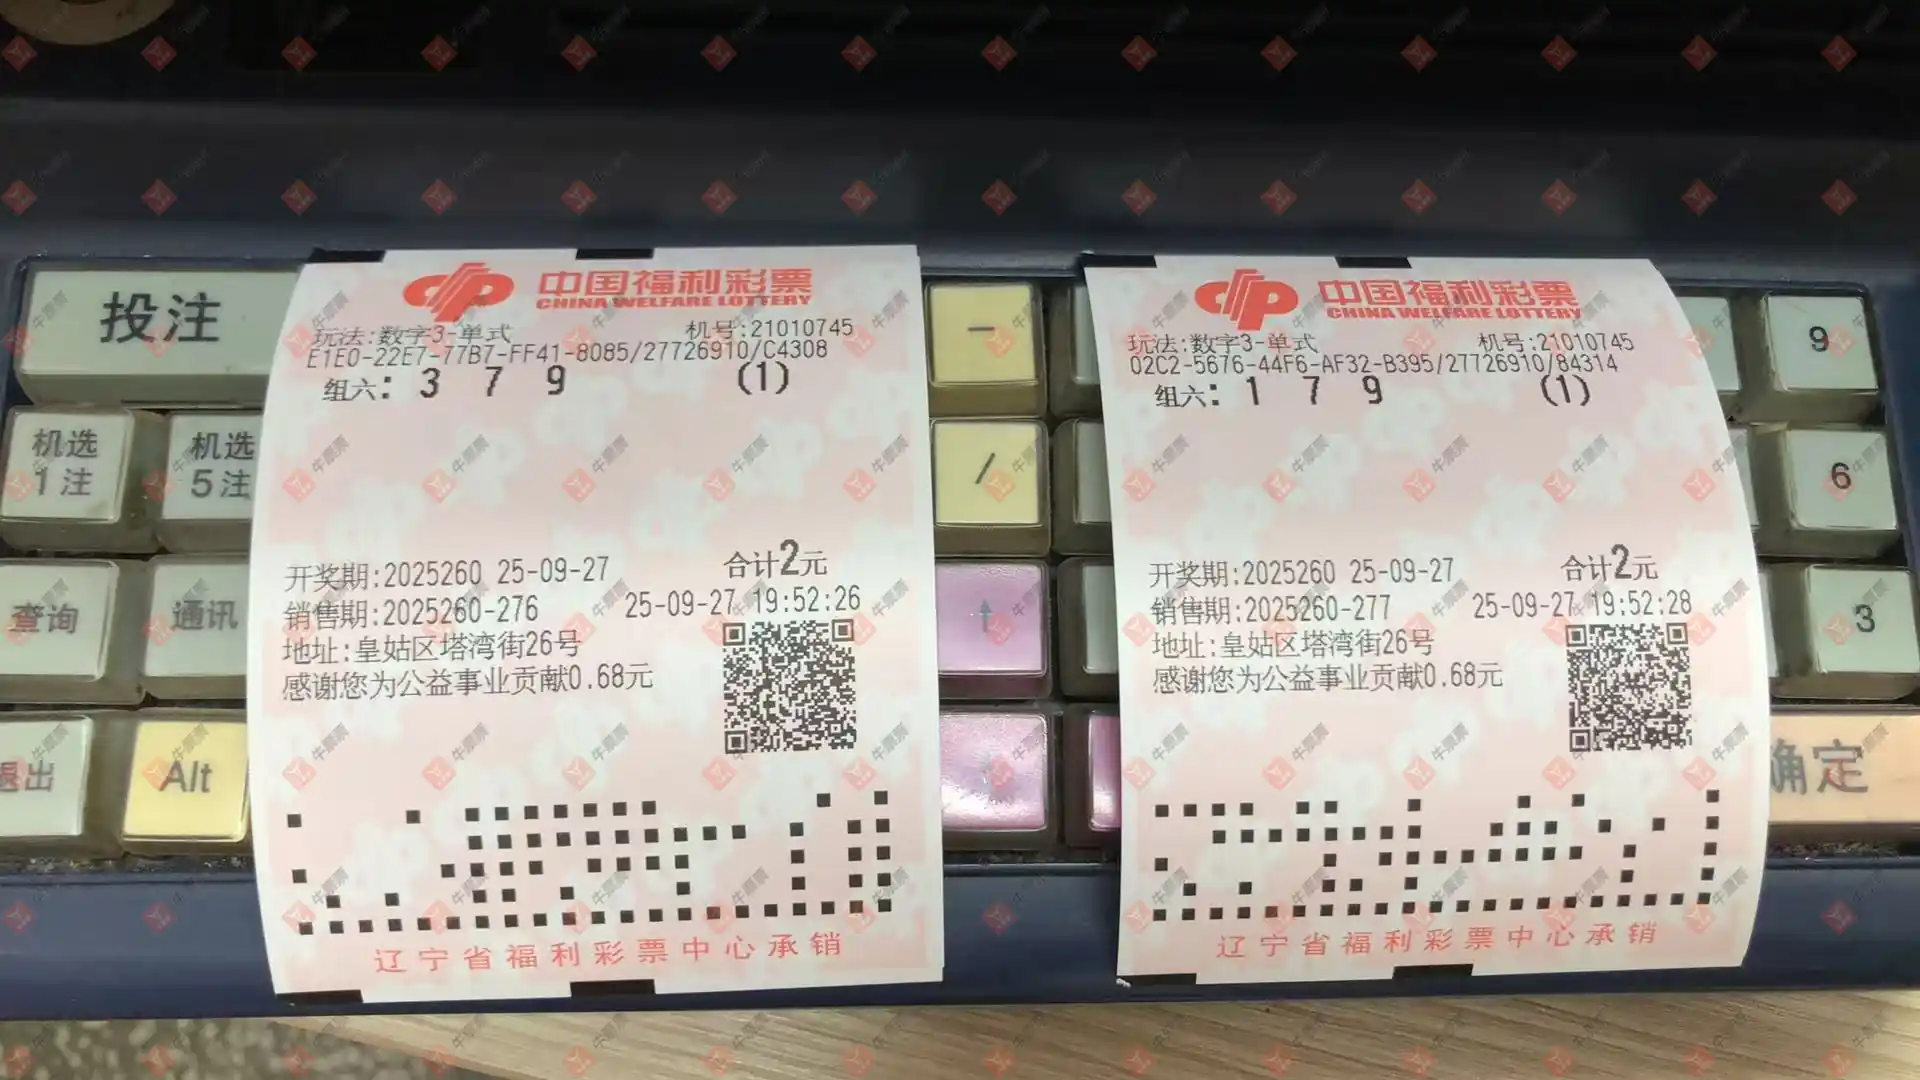 中国福利彩票
CHINA WELFARE LOTTERY
玩法:数字3-单式 机号:21010745
E1E0-22E7-77B7-FF41-8085/27726910/C4308
组六: 3 7 9 (1)
开奖期:2025260 25-09-27 合计2元
销售期:2025260-276 25-09-27 19:52:26
地址:皇姑区塔湾街26号
感谢您为公益事业贡献0.68元
辽宁省福利彩票中心承销
中国福利彩票
CHINA WELFARE LOTTERY
玩法:数字3-单式 机号:21010745
02C2-5676-44F6-AF32-B395/27726910/84314
组六: 1 7 9 (1)
开奖期:2025260 25-09-27 合计2元
销售期:2025260-277 25-09-27 19:52:28
地址:皇姑区塔湾街26号
感谢您为公益事业贡献0.68元
辽宁省福利彩票中心承销
投注
机选
1注
机选
5注
查询
通讯
退出
Alt
-
/
↑
9
6
3
确定
牛票票